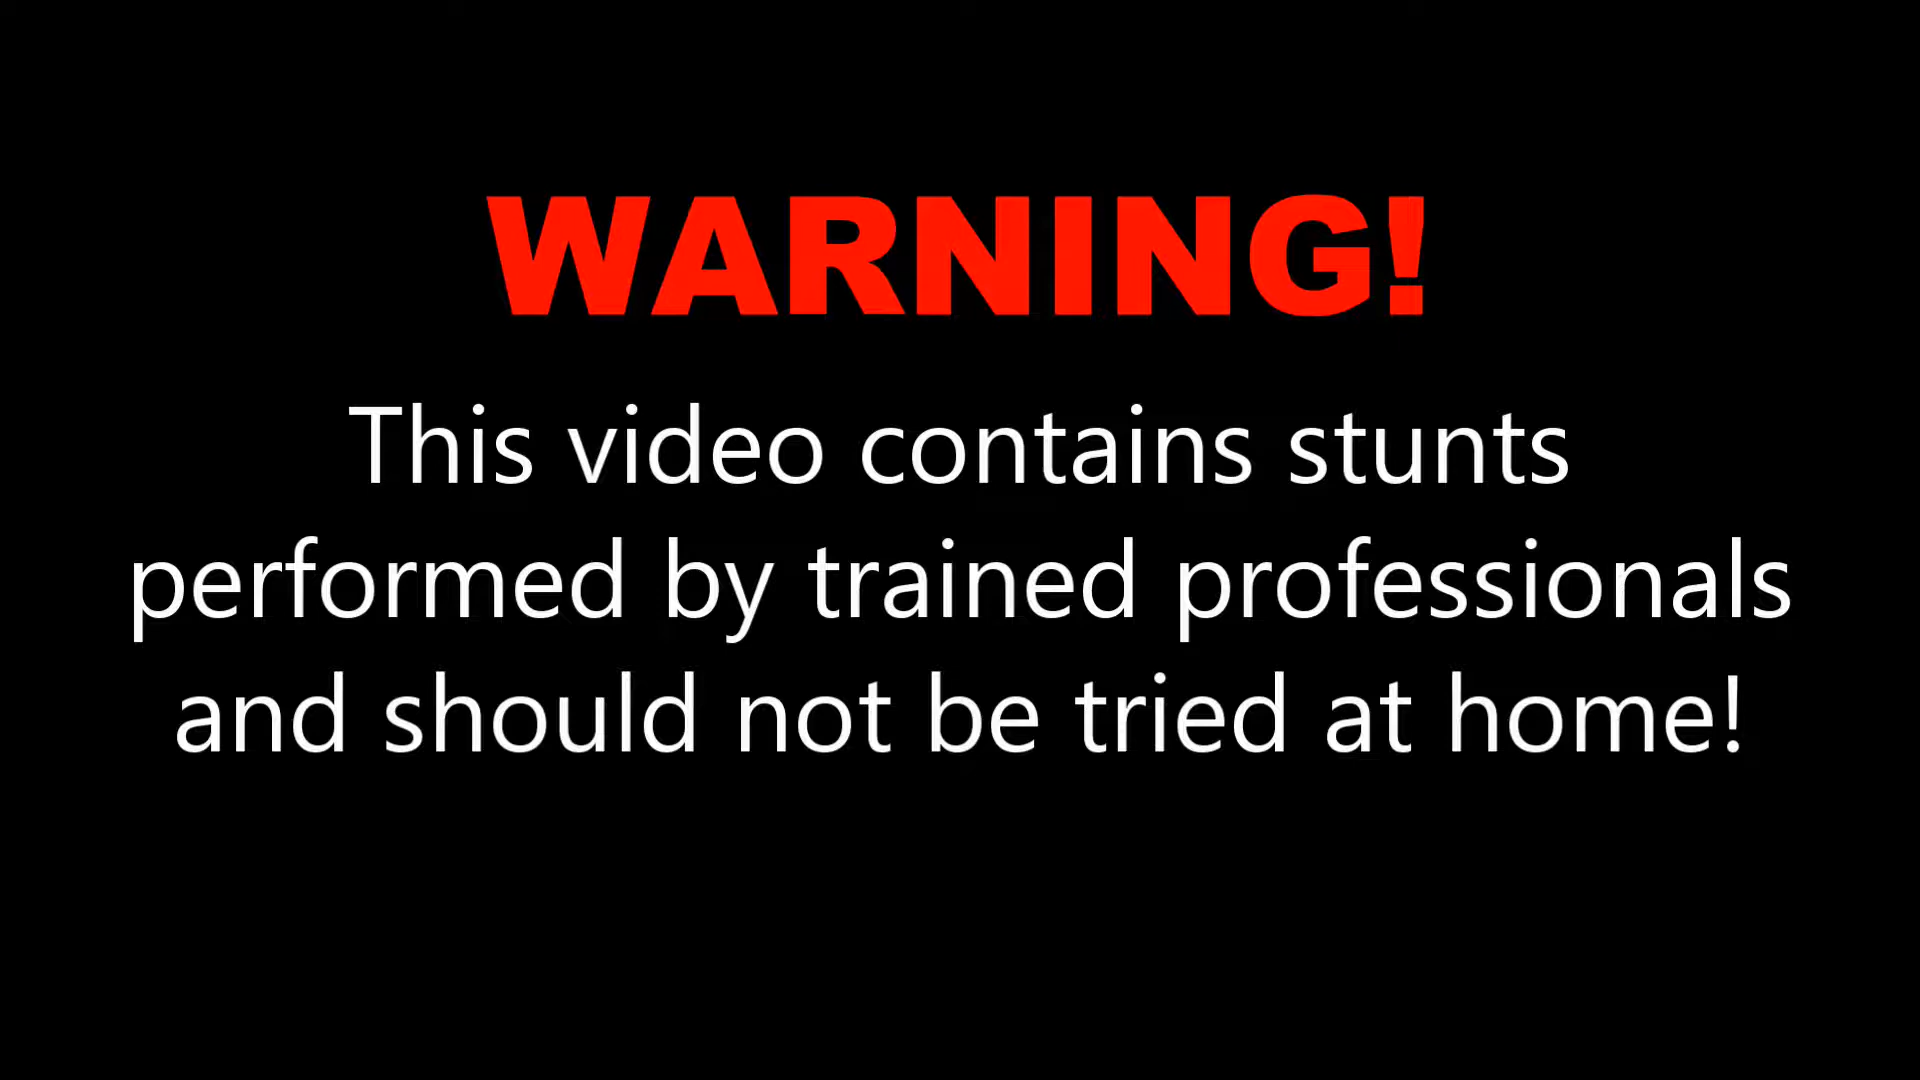 WARNING!
This video contains stunts
performed by trained professionals
and should not be tried at home!